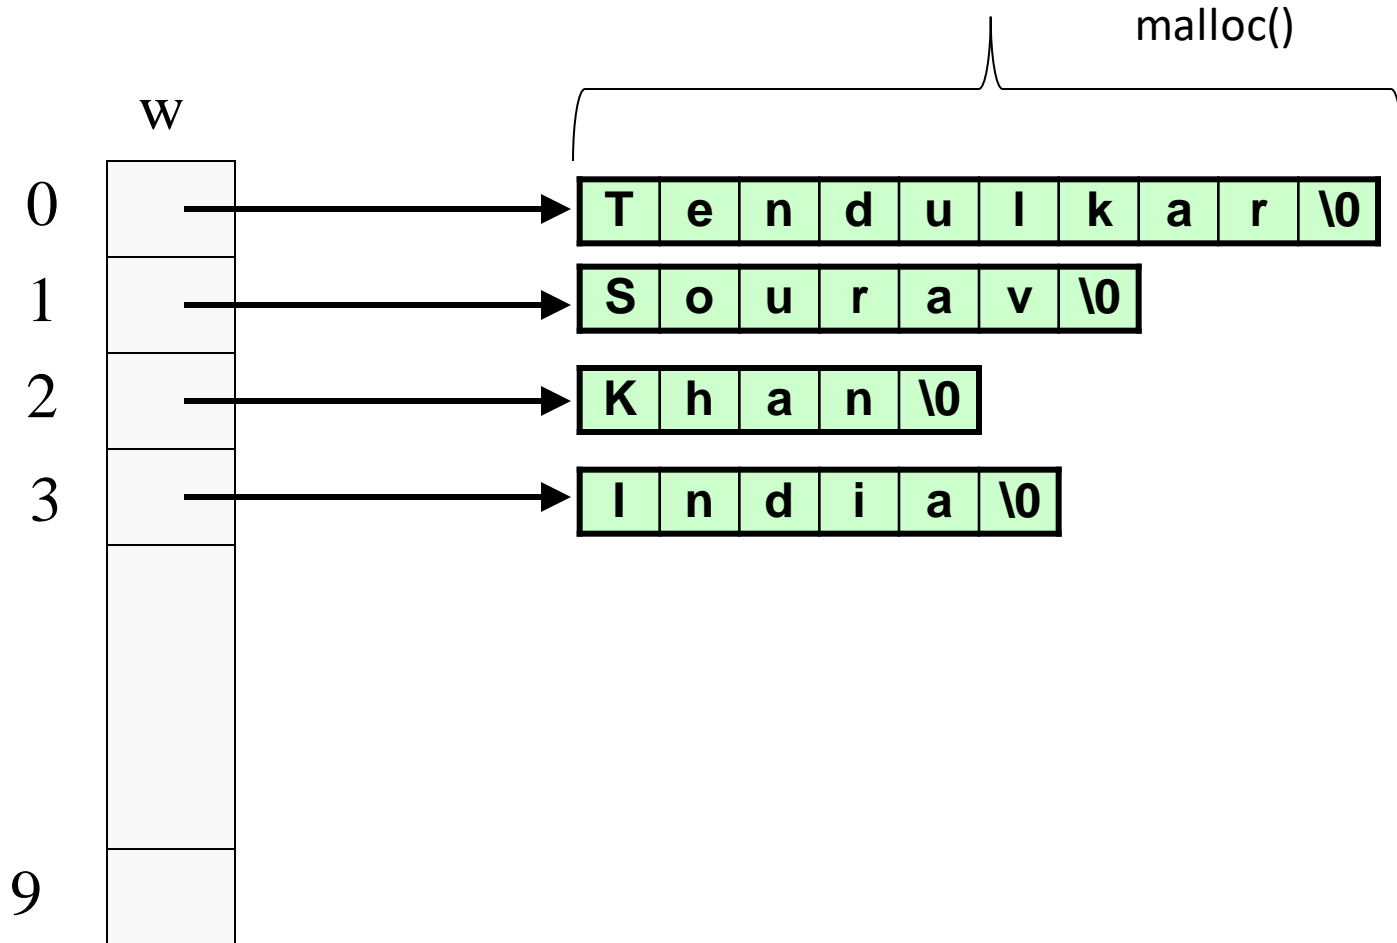 malloc()
w
0 T e n d u l k a r \0
1 S o u r a v \0
2 K h a n \0
3 I n d i a \0
9